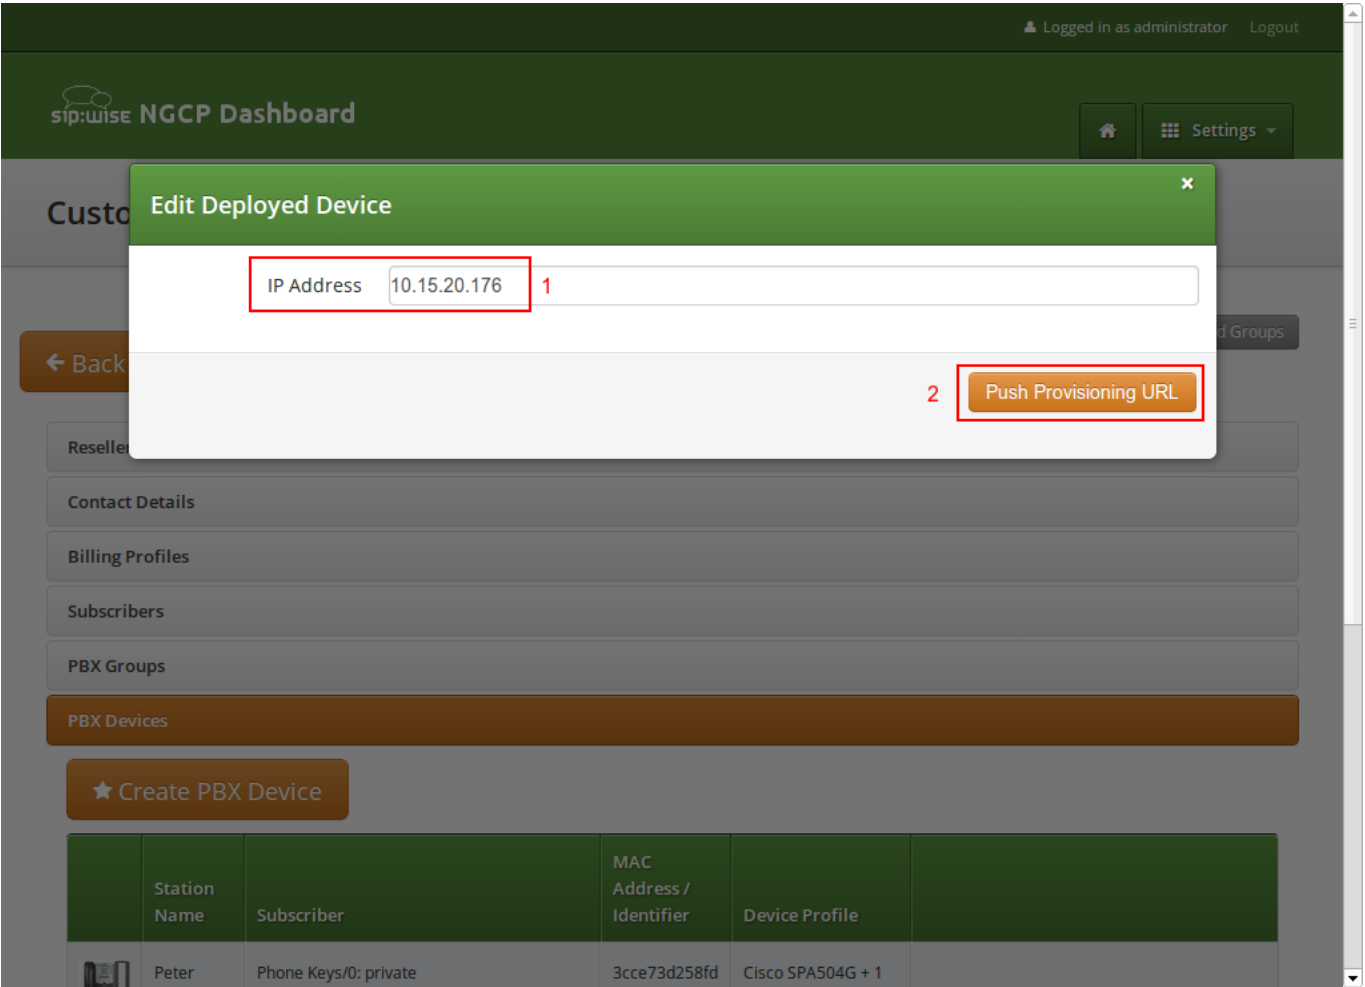 Logged in as administrator Logout
sip:wise NGCP Dashboard
Settings
Custo
Edit Deployed Device
×
IP Address 10.15.20.176 1
d Groups
Back
2 Push Provisioning URL
Reseller
Contact Details
Billing Profiles
Subscribers
PBX Groups
PBX Devices
Create PBX Device
Station Name
Subscriber
MAC Address / Identifier
Device Profile
Peter Phone Keys/0: private 3cce73d258fd Cisco SPA504G + 1